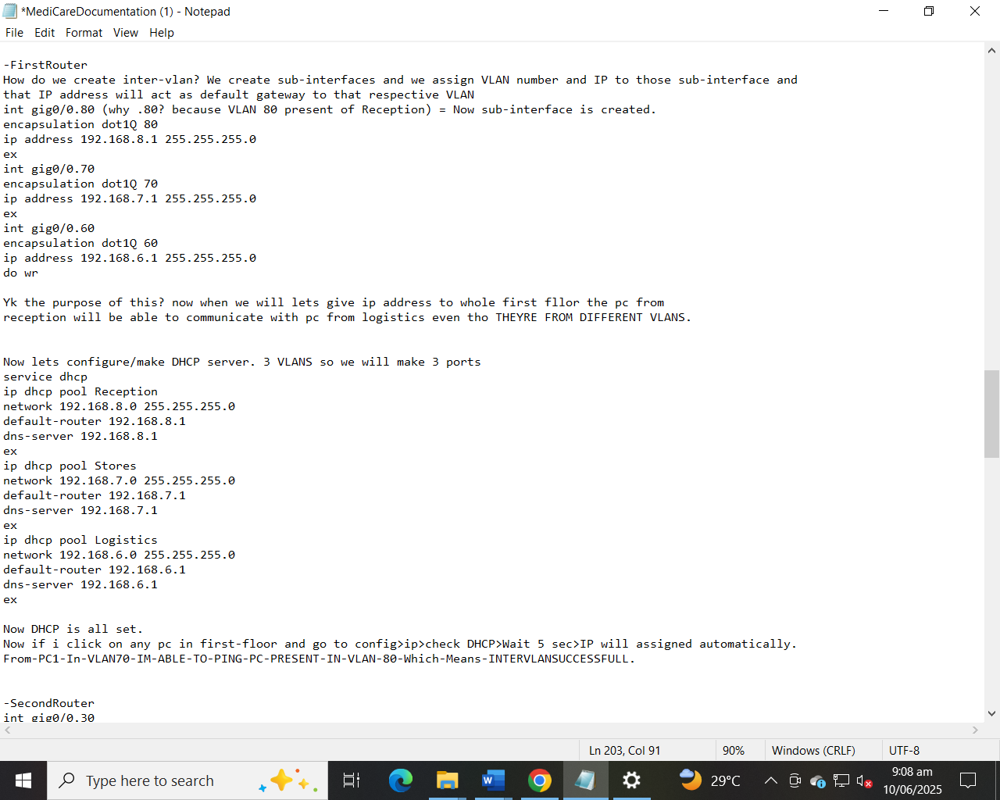 *MediCareDocumentation (1) - Notepad
File Edit Format View Help
-FirstRouter
How do we create inter-vlan? We create sub-interfaces and we assign VLAN number and IP to those sub-interface and
that IP address will act as default gateway to that respective VLAN
int gig0/0.80 (why .80? because VLAN 80 present of Reception) = Now sub-interface is created.
encapsulation dot1Q 80
ip address 192.168.8.1 255.255.255.0
ex
int gig0/0.70
encapsulation dot1Q 70
ip address 192.168.7.1 255.255.255.0
ex
int gig0/0.60
encapsulation dot1Q 60
ip address 192.168.6.1 255.255.255.0
do wr
Yk the purpose of this? now when we will lets give ip address to whole first fllor the pc from
reception will be able to communicate with pc from logistics even tho THEYRE FROM DIFFERENT VLANS.
Now lets configure/make DHCP server. 3 VLANS so we will make 3 ports
service dhcp
ip dhcp pool Reception
network 192.168.8.0 255.255.255.0
default-router 192.168.8.1
dns-server 192.168.8.1
ex
ip dhcp pool Stores
network 192.168.7.0 255.255.255.0
default-router 192.168.7.1
dns-server 192.168.7.1
ex
ip dhcp pool Logistics
network 192.168.6.0 255.255.255.0
default-router 192.168.6.1
dns-server 192.168.6.1
ex
Now DHCP is all set.
Now if i click on any pc in first-floor and go to config>ip>check DHCP>Wait 5 sec>IP will assigned automatically.
From-PC1-In-VLAN70-IM-ABLE-TO-PING-PC-PRESENT-IN-VLAN-80-Which-Means-INTERVLANSUCCESSFULL.
-SecondRouter
int gig0/0.30
Ln 203, Col 91 90% Windows (CRLF) UTF-8
Type here to search
29°C
9:08 am
10/06/2025